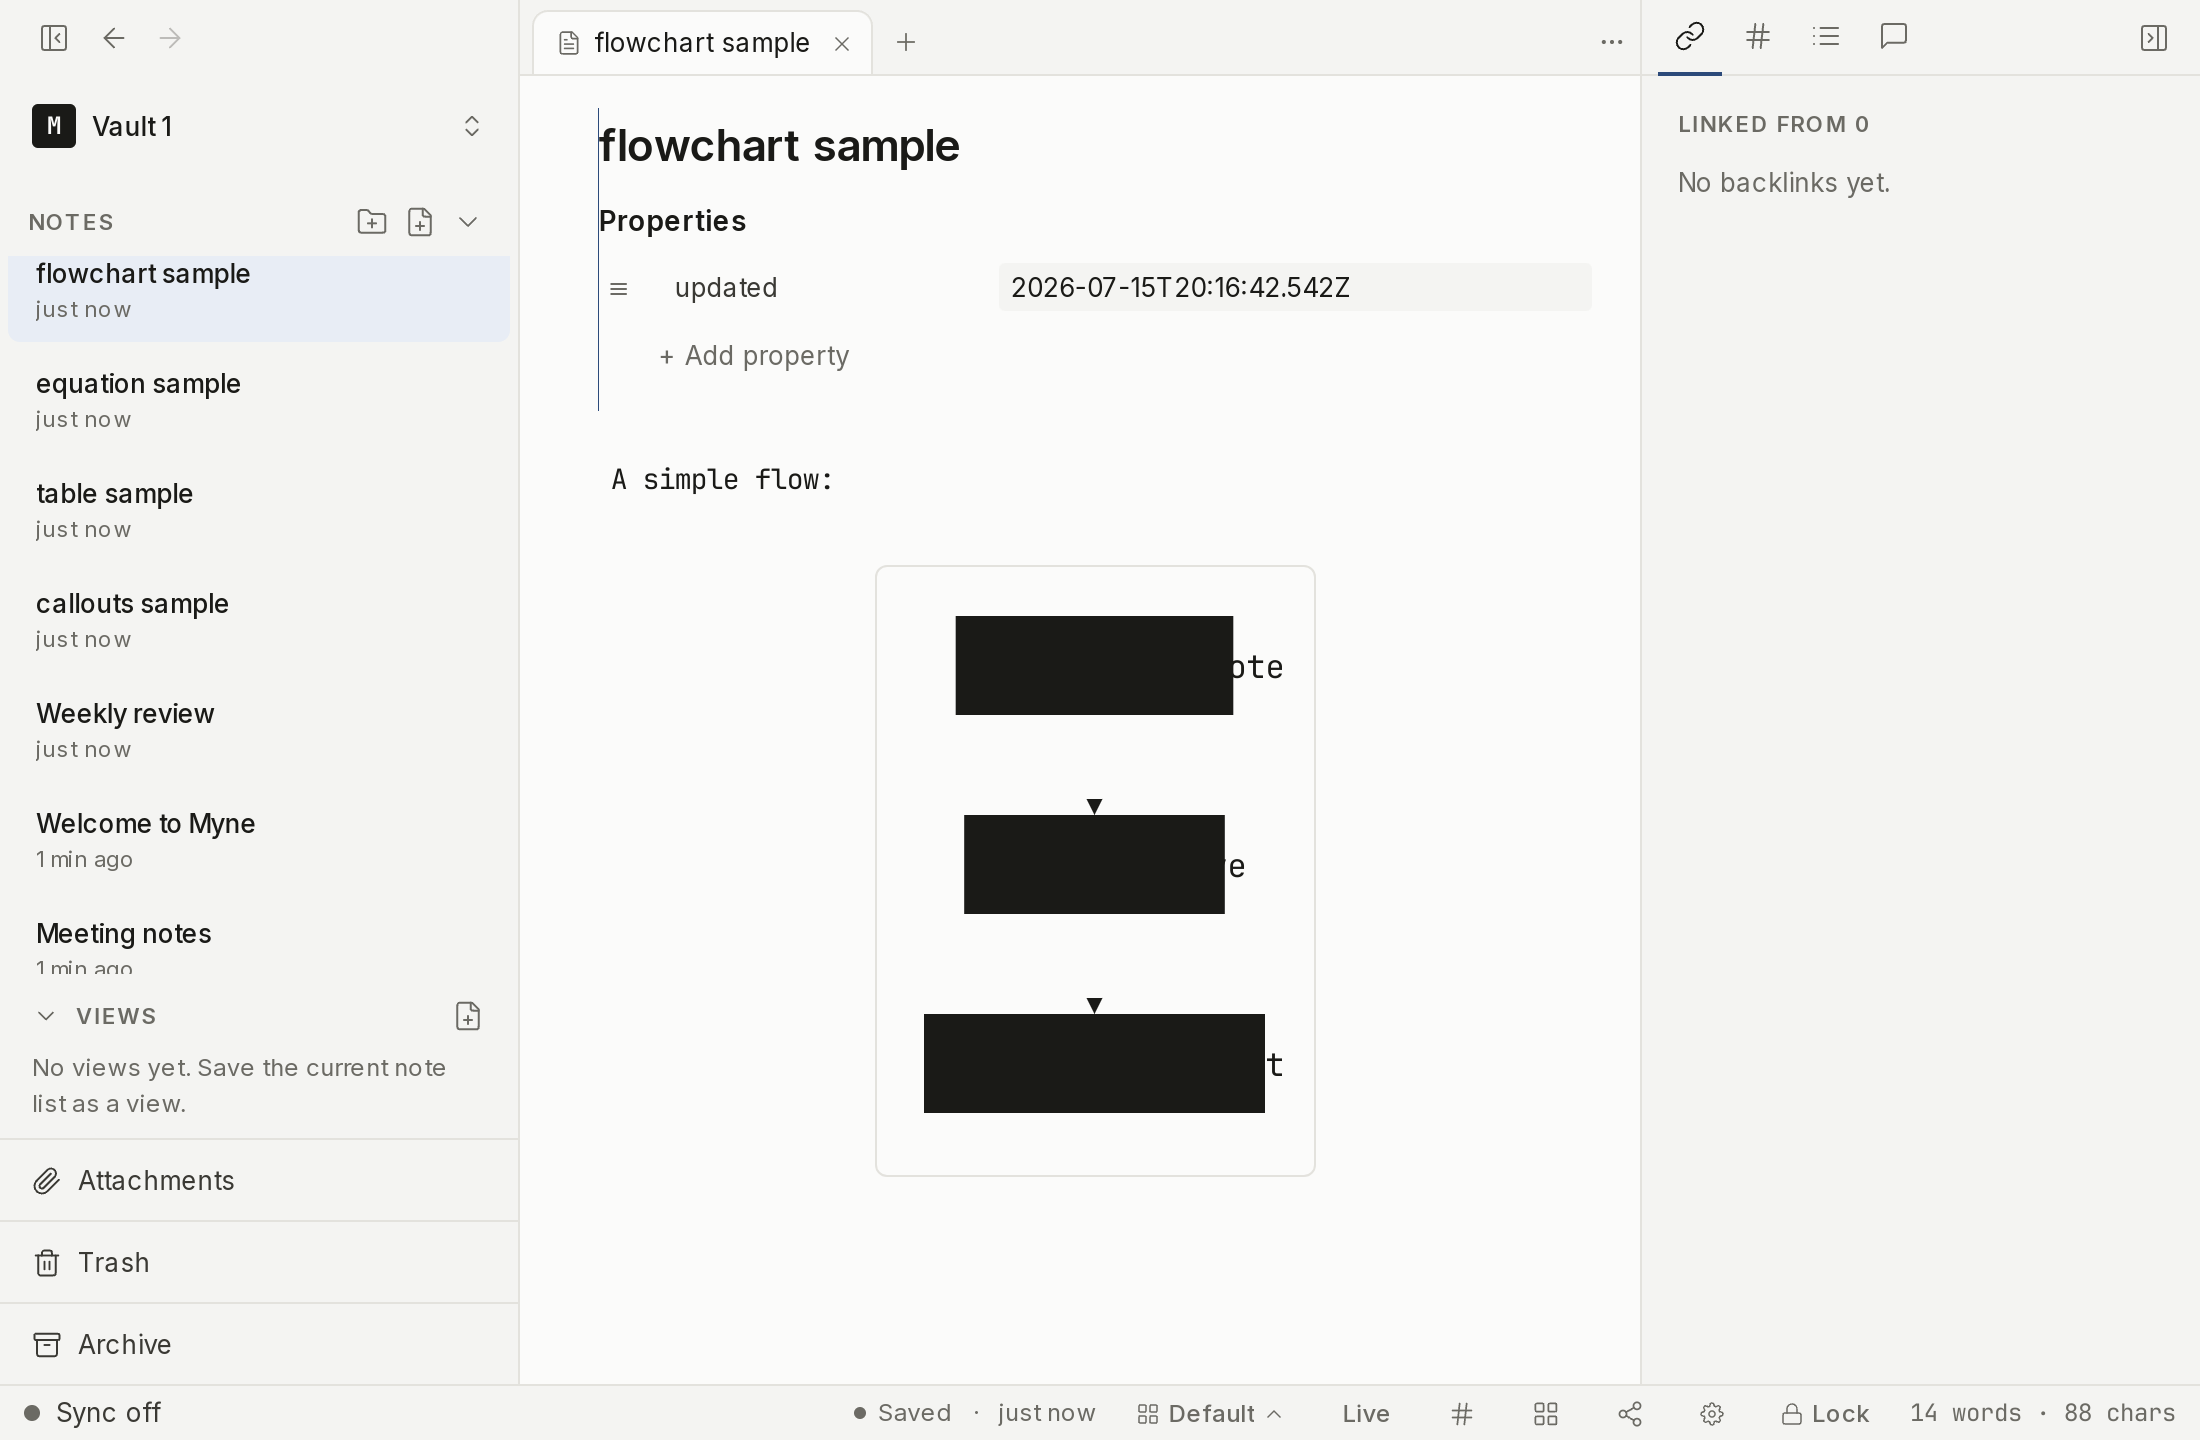 flowchart sample
M Vault 1
NOTES
flowchart sample
just now
equation sample
just now
table sample
just now
callouts sample
just now
Weekly review
just now
Welcome to Myne
1 min ago
Meeting notes
1 min ago
VIEWS
No views yet. Save the current note
list as a view.
Attachments
Trash
Archive
flowchart sample
Properties
updated 2026-07-15T20:16:42.542Z
+ Add property
A simple flow:
LINKED FROM 0
No backlinks yet.
Sync off
Saved · just now
Default
Live
Lock
14 words · 88 chars